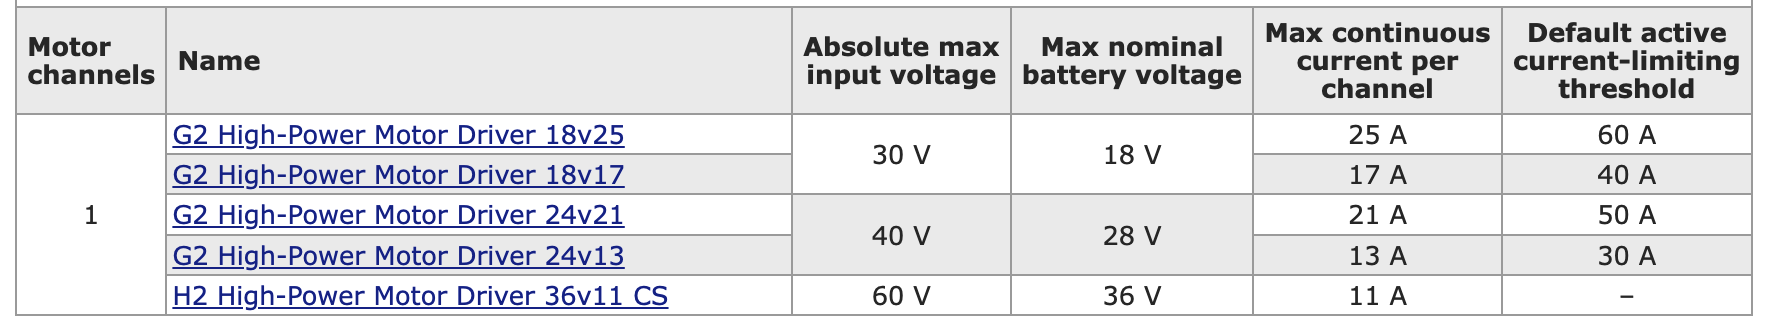 Motor channels
Name
Absolute max input voltage
Max nominal battery voltage
Max continuous current per channel
Default active current-limiting threshold
1
G2 High-Power Motor Driver 18v25
30 V
18 V
25 A
60 A
G2 High-Power Motor Driver 18v17
17 A
40 A
G2 High-Power Motor Driver 24v21
40 V
28 V
21 A
50 A
G2 High-Power Motor Driver 24v13
13 A
30 A
H2 High-Power Motor Driver 36v11 CS
60 V
36 V
11 A
–